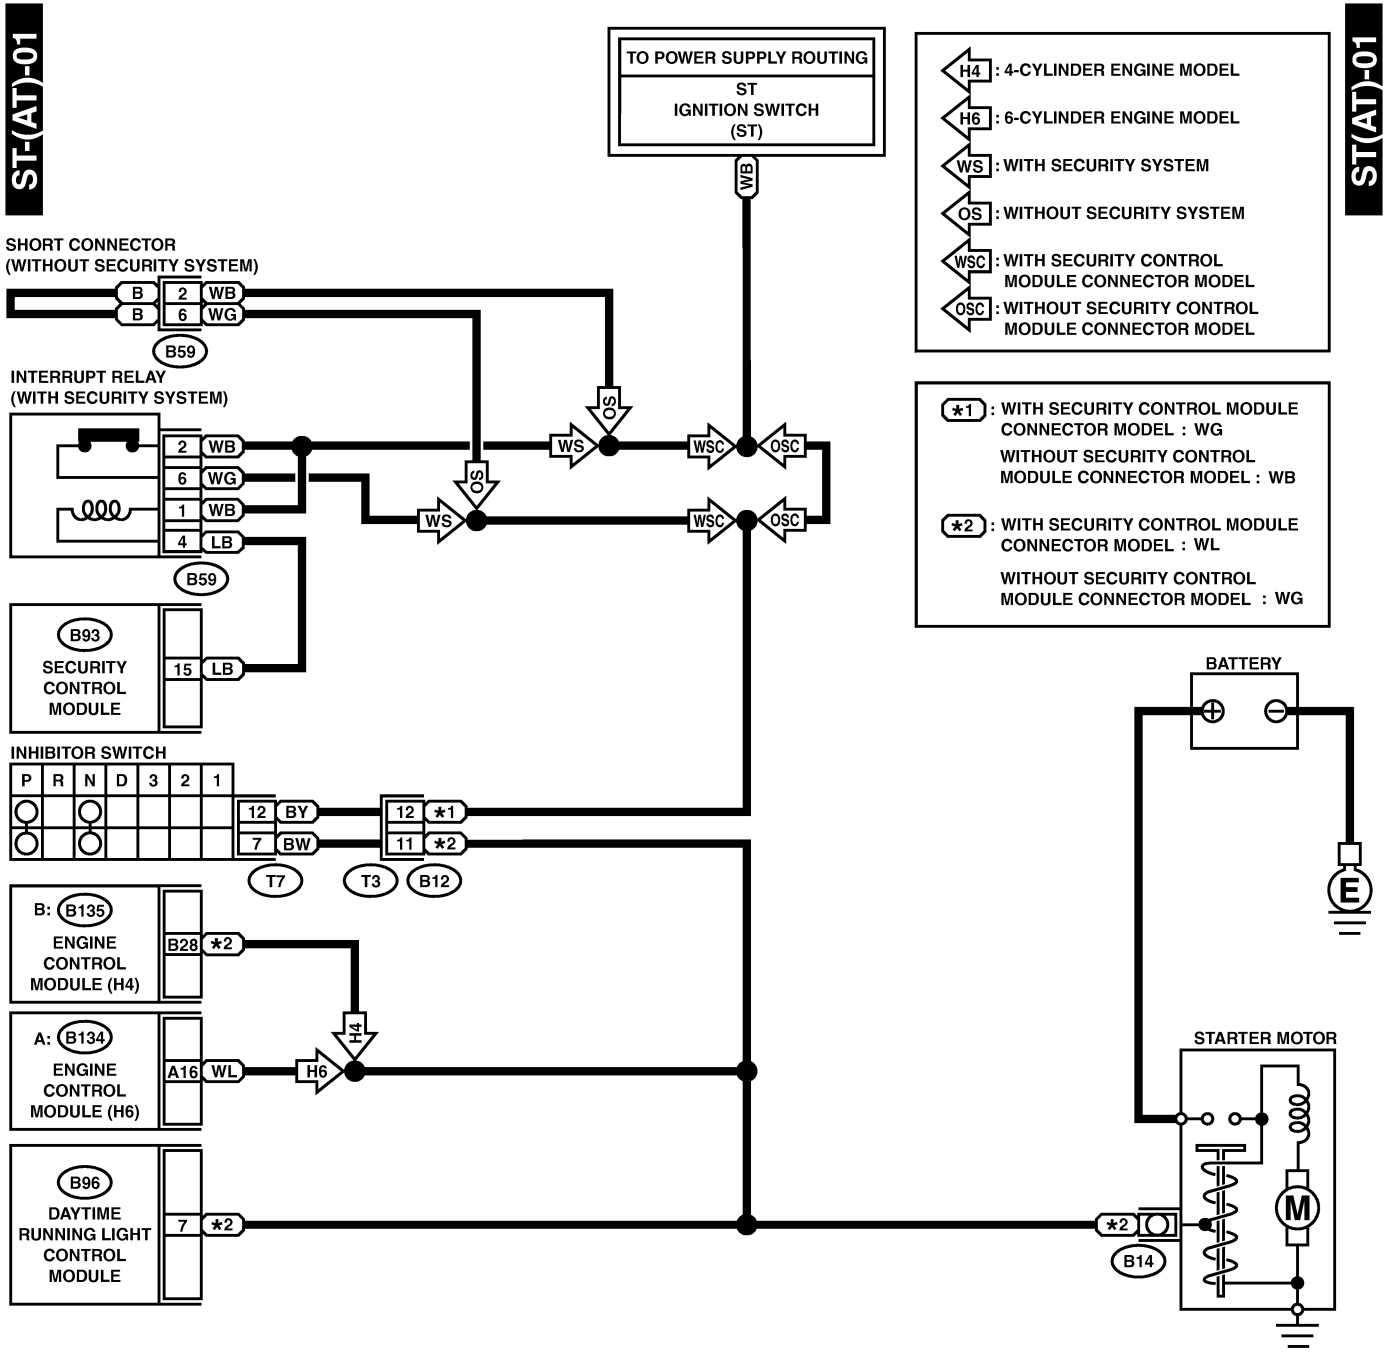 ST-(AT)-01
ST(AT)-01
TO POWER SUPPLY ROUTING
ST
IGNITION SWITCH
(ST)
WB
H4 : 4-CYLINDER ENGINE MODEL
H6 : 6-CYLINDER ENGINE MODEL
WS : WITH SECURITY SYSTEM
OS : WITHOUT SECURITY SYSTEM
WSC : WITH SECURITY CONTROL
MODULE CONNECTOR MODEL
OSC : WITHOUT SECURITY CONTROL
MODULE CONNECTOR MODEL
SHORT CONNECTOR
(WITHOUT SECURITY SYSTEM)
B 2 WB
B 6 WG
B59
INTERRUPT RELAY
(WITH SECURITY SYSTEM)
OS
2 WB WS WSC OSC
6 WG OS
1 WB WS WSC OSC
4 LB
B59
*1 : WITH SECURITY CONTROL MODULE
CONNECTOR MODEL : WG
WITHOUT SECURITY CONTROL
MODULE CONNECTOR MODEL : WB
*2 : WITH SECURITY CONTROL MODULE
CONNECTOR MODEL : WL
WITHOUT SECURITY CONTROL
MODULE CONNECTOR MODEL : WG
B93
SECURITY
CONTROL
MODULE
15 LB
BATTERY
+ −
E
INHIBITOR SWITCH
P R N D 3 2 1
12 BY 12 *1
7 BW 11 *2
T7 T3 B12
B: B135
ENGINE
CONTROL
MODULE (H4)
B28 *2
H4
A: B134
ENGINE
CONTROL
MODULE (H6)
A16 WL H6
B96
DAYTIME
RUNNING LIGHT
CONTROL
MODULE
7 *2
*2
B14
STARTER MOTOR
M